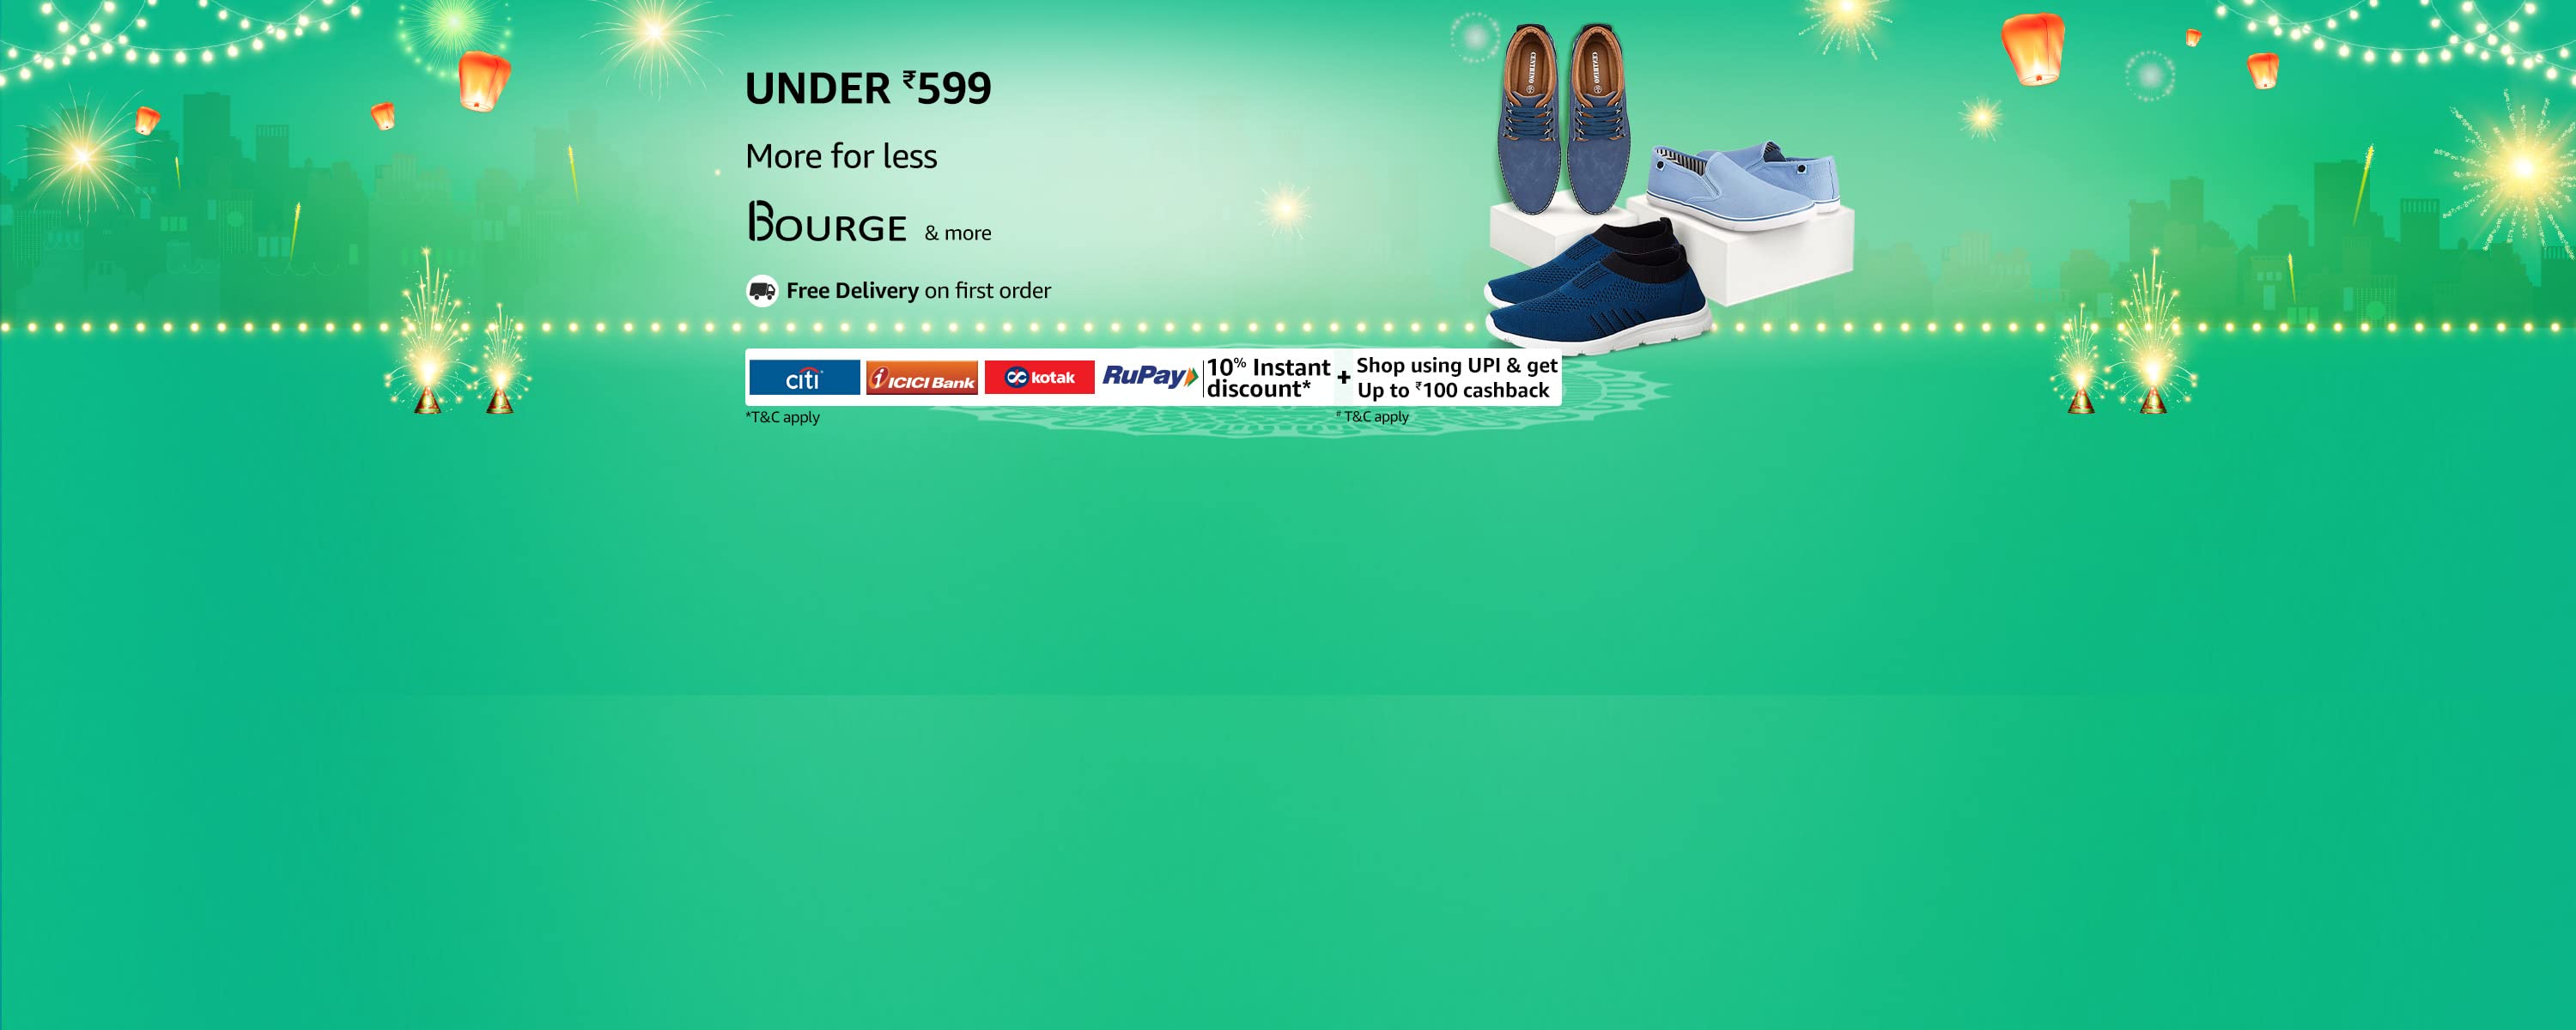 UNDER ₹599
More for less
BOURGE & more
Free Delivery on first order
citi
ICICI Bank
kotak
RuPay
10% Instant
discount*
+
Shop using UPI & get
Up to ₹100 cashback
*T&C apply
# T&C apply